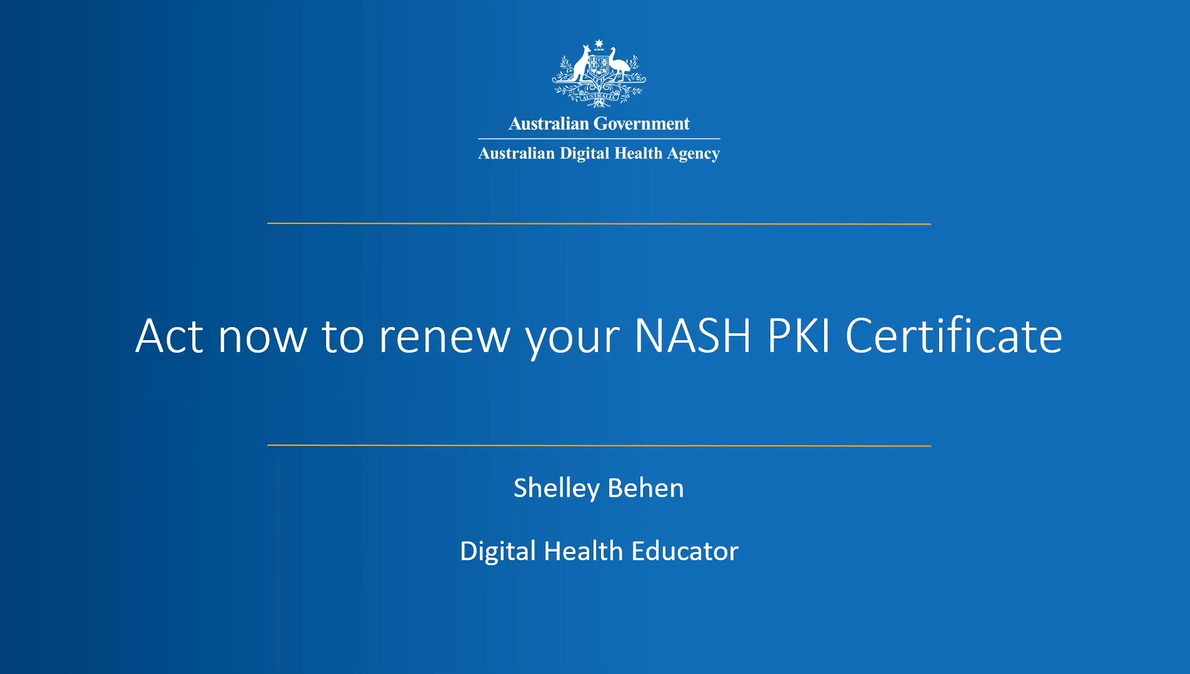 AUSTRALIA
Australian Government
Australian Digital Health Agency
Act now to renew your NASH PKI Certificate
Shelley Behen
Digital Health Educator